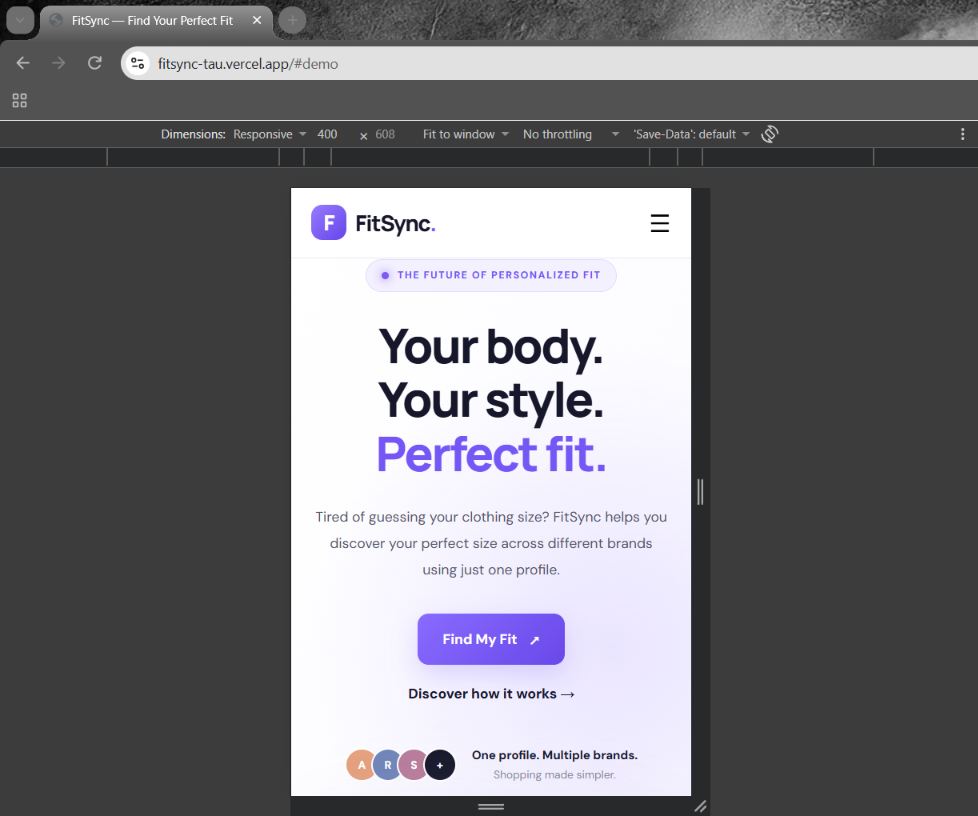 FitSync — Find Your Perfect Fit
fitsync-tau.vercel.app/#demo
Dimensions: Responsive 400 × 608 Fit to window No throttling 'Save-Data': default
F FitSync.
THE FUTURE OF PERSONALIZED FIT
Your body.
Your style.
Perfect fit.
Tired of guessing your clothing size? FitSync helps you
discover your perfect size across different brands
using just one profile.
Find My Fit ↗
Discover how it works →
A R S +
One profile. Multiple brands.
Shopping made simpler.